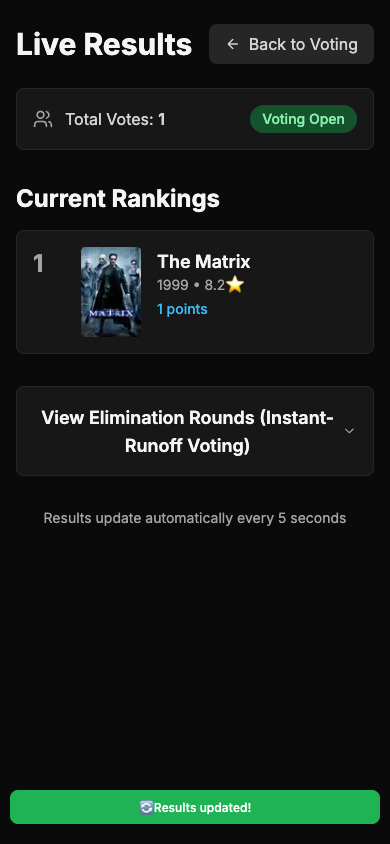 Live Results
← Back to Voting
Total Votes: 1
Voting Open
Current Rankings
1
The Matrix
MATRIX
1999 • 8.2⭐
1 points
View Elimination Rounds (Instant-
Runoff Voting)
Results update automatically every 5 seconds
🔄Results updated!